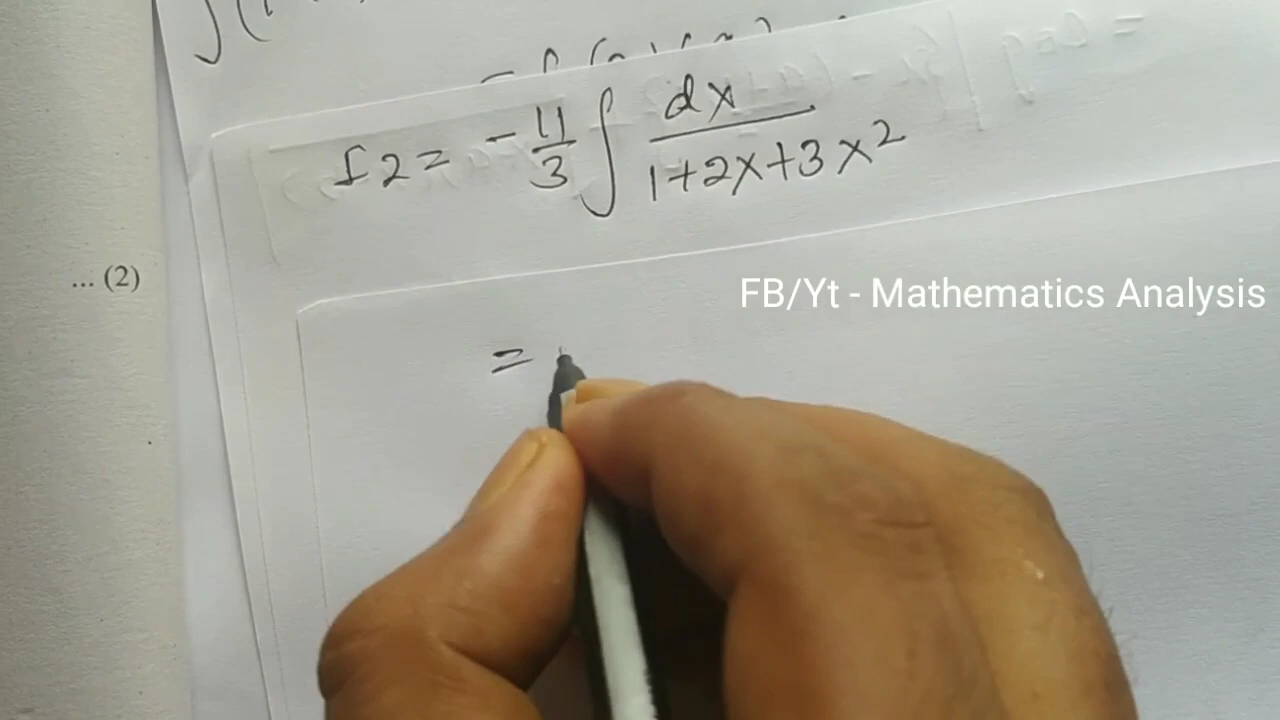 I2 = -11/3 ∫ dx / 1+2x+3x²
... (2)
FB/Yt - Mathematics Analysis
=